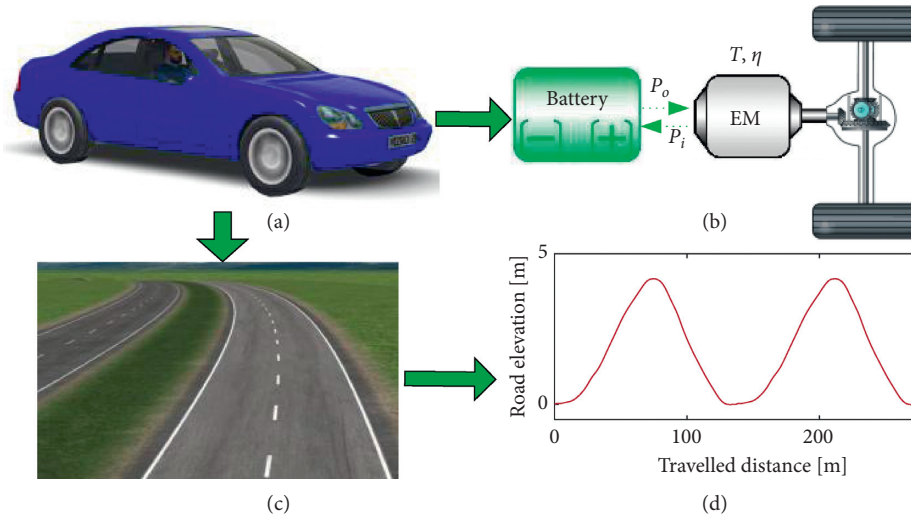 (a)
Battery
P_o
P_i
T, η
EM
(b)
(c)
5
0
Road elevation [m]
0 100 200
Travelled distance [m]
(d)